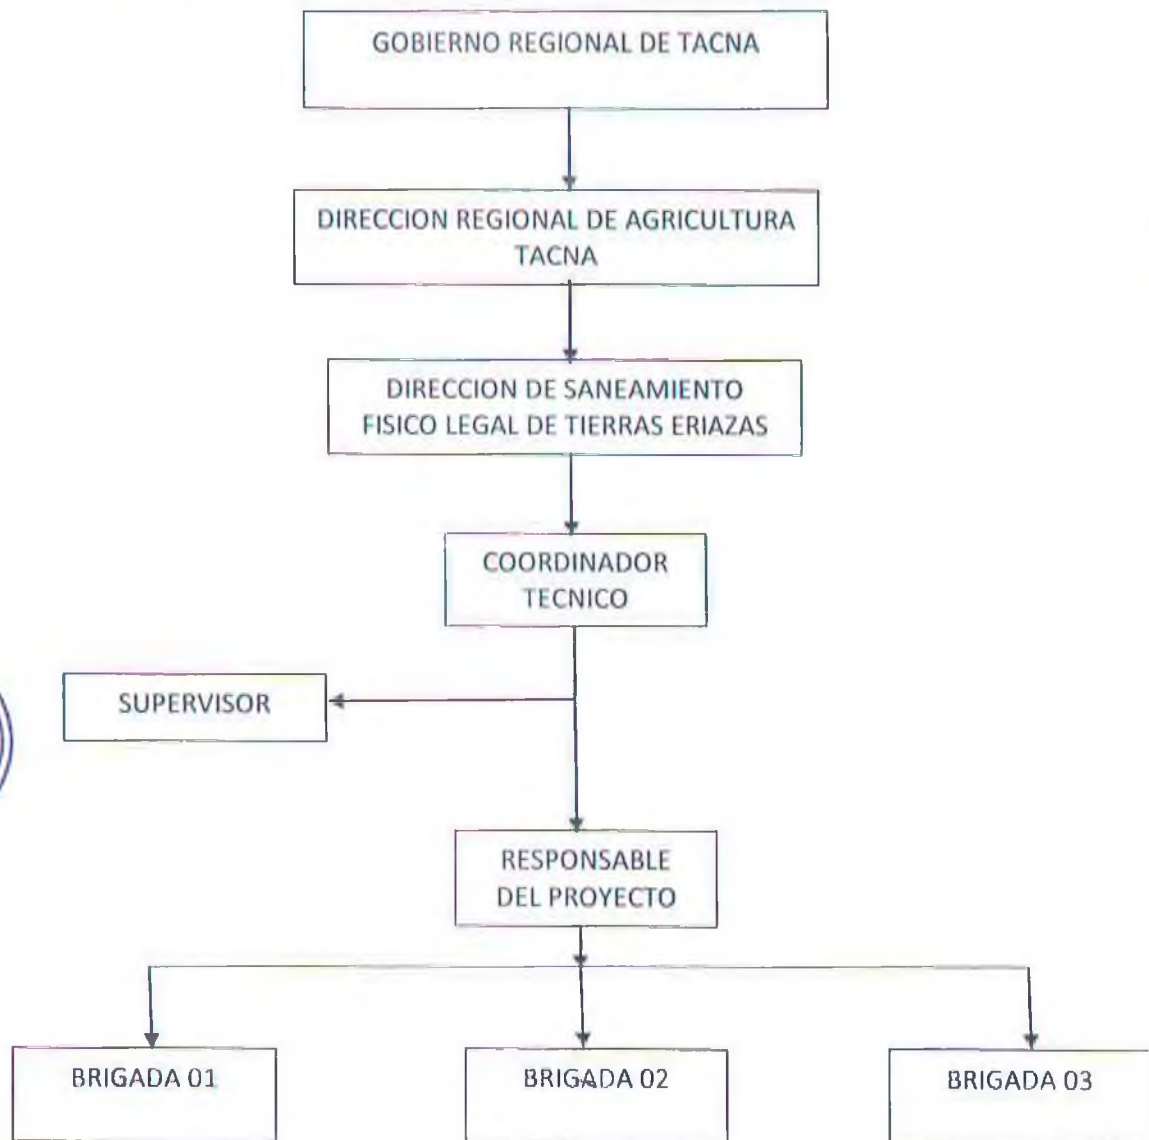 GOBIERNO REGIONAL DE TACNA
DIRECCION REGIONAL DE AGRICULTURA
TACNA
DIRECCION DE SANEAMIENTO
FISICO LEGAL DE TIERRAS ERIAZAS
COORDINADOR
TECNICO
SUPERVISOR
RESPONSABLE
DEL PROYECTO
BRIGADA 01
BRIGADA 02
BRIGADA 03